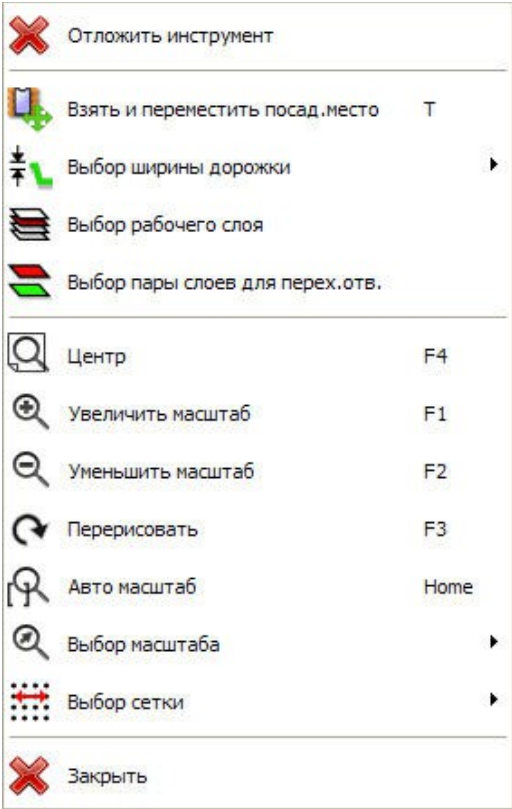 Отложить инструмент
Взять и переместить посад.место T
Выбор ширины дорожки
Выбор рабочего слоя
Выбор пары слоев для перех.отв.
Центр F4
Увеличить масштаб F1
Уменьшить масштаб F2
Перерисовать F3
Авто масштаб Home
Выбор масштаба
Выбор сетки
Закрыть